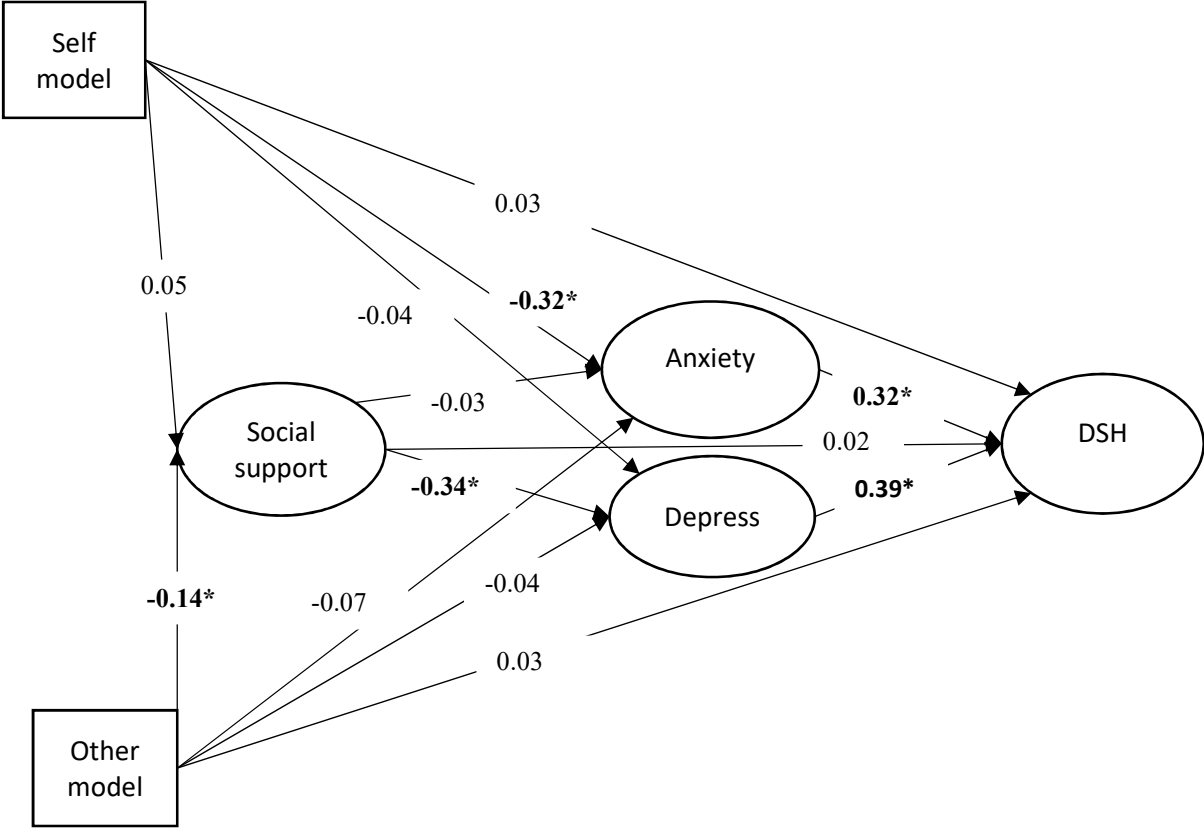 Self
model
0.03
0.05
-0.32*
-0.04
Anxiety
0.32*
-0.03
Social
support
0.02
DSH
-0.34*
0.39*
Depress
-0.04
-0.14*
-0.07
0.03
Other
model